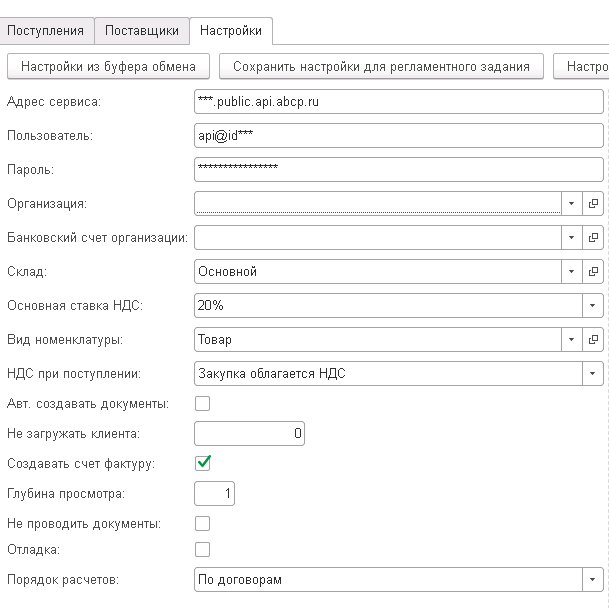 Поступления Поставщики Настройки
Настройки из буфера обмена Сохранить настройки для регламентного задания Настро
Адрес сервиса: ***.public.api.abcp.ru
Пользователь: api@id***
Пароль: ****************
Организация:
Банковский счет организации:
Склад: Основной
Основная ставка НДС: 20%
Вид номенклатуры: Товар
НДС при поступлении: Закупка облагается НДС
Авт. создавать документы:
Не загружать клиента: 0
Создавать счет фактуру:
Глубина просмотра: 1
Не проводить документы:
Отладка:
Порядок расчетов: По договорам